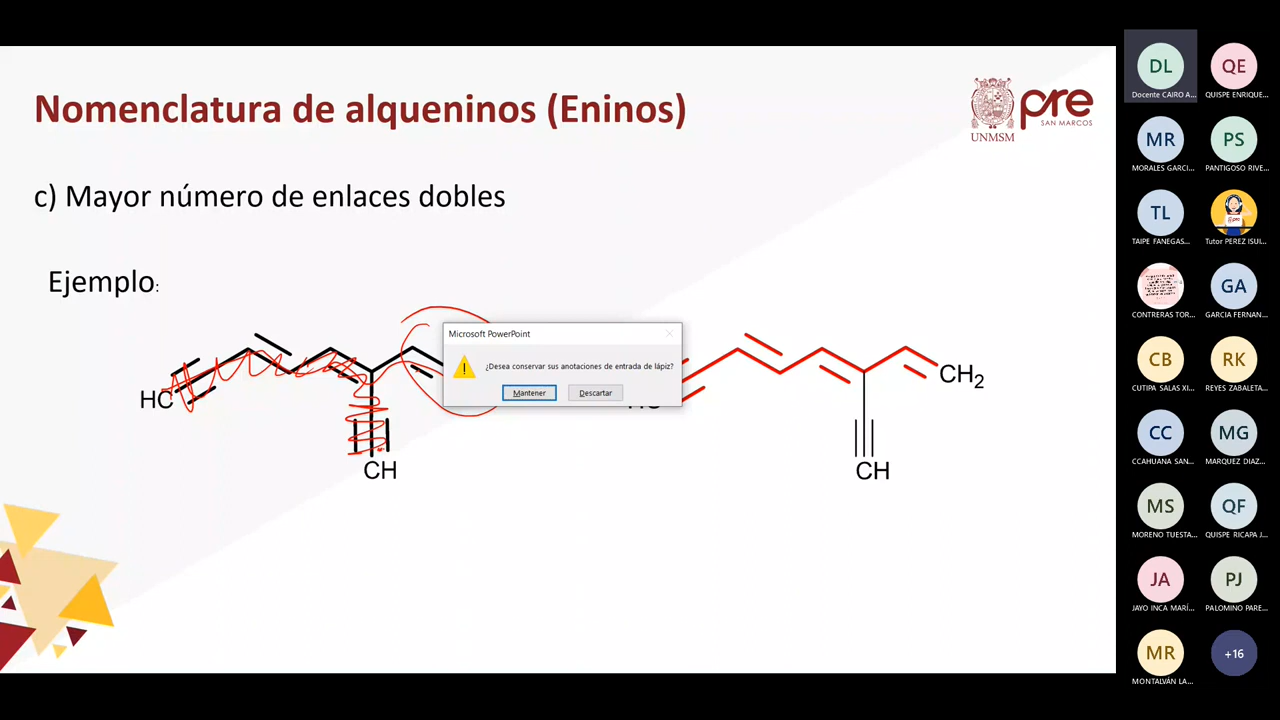 Nomenclatura de alqueninos (Eninos)
pre
SAN MARCOS
UNMSM
c) Mayor número de enlaces dobles
Ejemplo:
Microsoft PowerPoint
¿Desea conservar sus anotaciones de entrada de lápiz?
Mantener
Descartar
HC
CH
CH2
CH
DL
Docente CAIRO A...
QE
QUISPE ENRIQUE...
MR
MORALES GARCI...
PS
PANTIGOSO RIVE...
TL
TAIPE FANEGAS...
Tutor PEREZ ISUI...
CONTRERAS TOR...
GA
GARCIA FERNAN...
CB
CUTIPA SALAS XI...
RK
REYES ZABALETA...
CC
CCAHUANA SAN...
MG
MARQUEZ DIAZ...
MS
MORENO TUESTA...
QF
QUISPE RICAPA J...
JA
JAYO INCA MARÍ...
PJ
PALOMINO PARE...
MR
MONTALVÁN LA...
+16